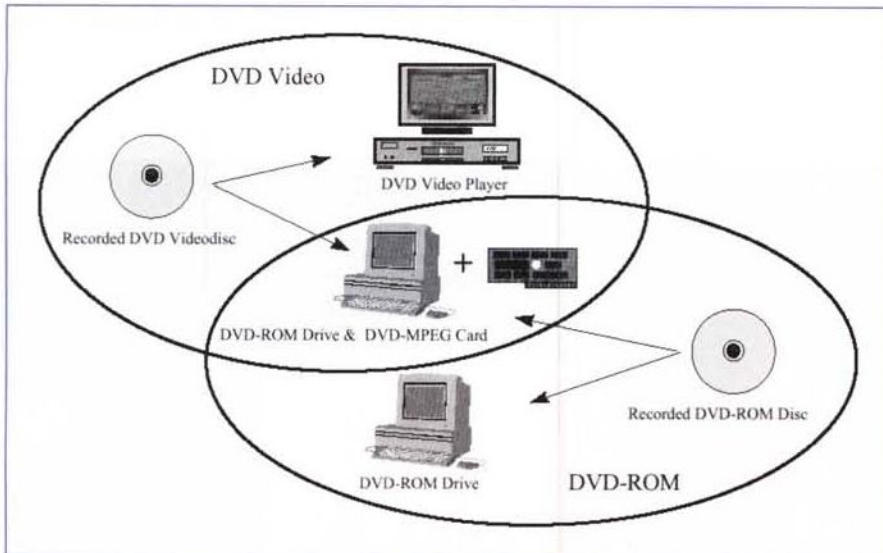 DVD Video
DVD Video Player
Recorded DVD Videodisc
+
DVD-ROM Drive & DVD-MPEG Card
Recorded DVD-ROM Disc
DVD-ROM Drive
DVD-ROM